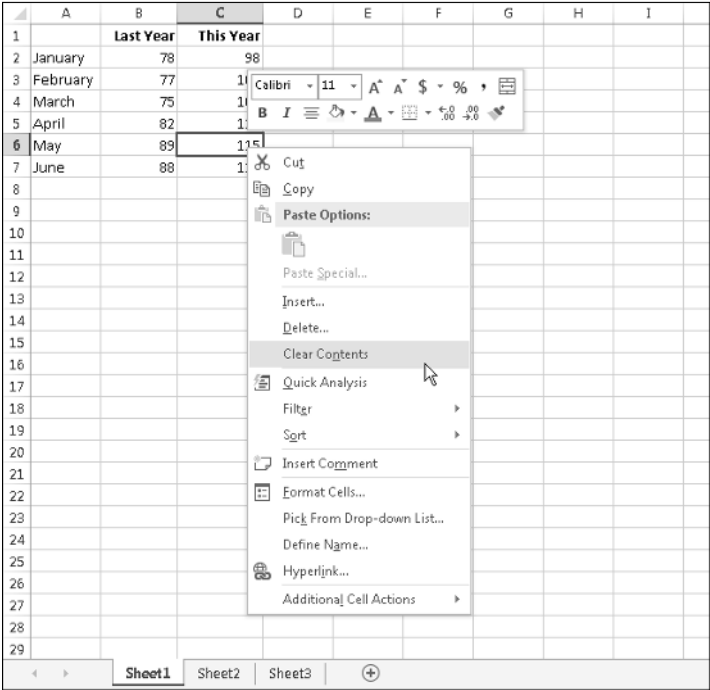 A B C D E F G H I
1 Last Year This Year
2 January 78 98
3 February 77
4 March 75
5 April 82
6 May 89 115
7 June 88
8
9
10
11
12
13
14
15
16
17
18
19
20
21
22
23
24
25
26
27
28
29
Calibri 11 A A $ % ,
B I A .00 .00
Cut
Copy
Paste Options:
Paste Special...
Insert...
Delete...
Clear Contents
Quick Analysis
Filter
Sort
Insert Comment
Format Cells...
Pick From Drop-down List...
Define Name...
Hyperlink...
Additional Cell Actions
Sheet1 Sheet2 Sheet3